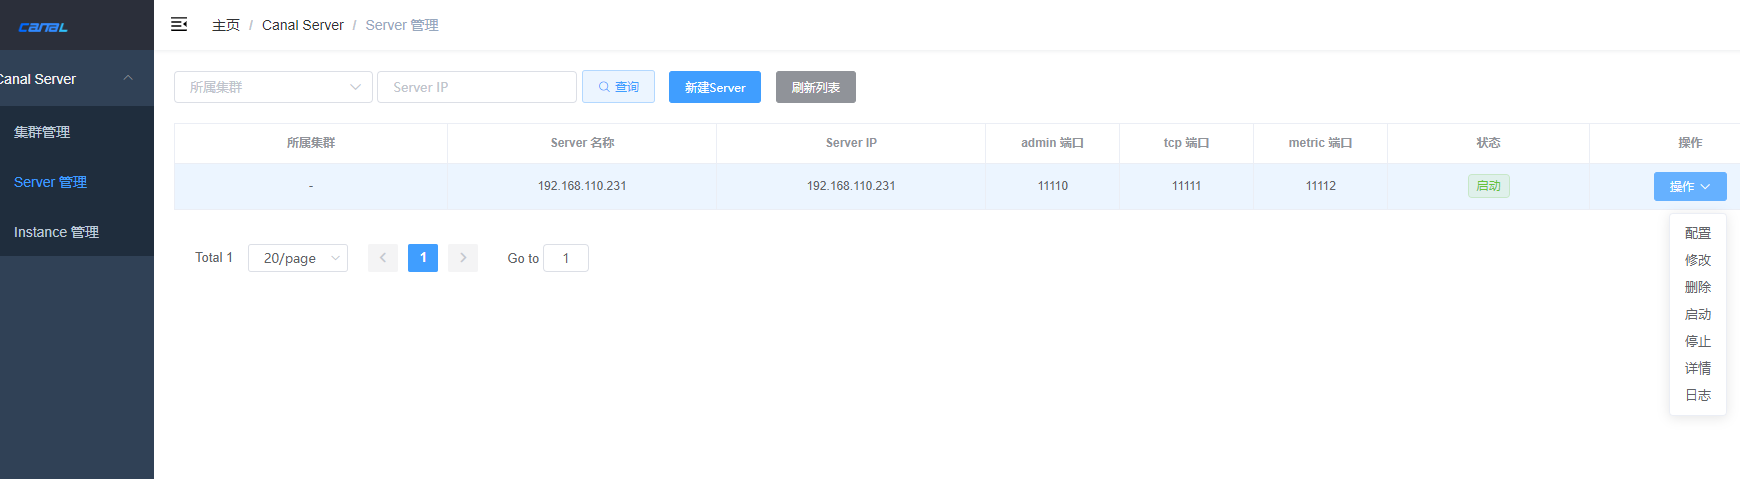 canal
主页 / Canal Server / Server 管理
Canal Server
集群管理
Server 管理
Instance 管理
所属集群 Server IP 查询 新建Server 刷新列表
所属集群 Server 名称 Server IP admin 端口 tcp 端口 metric 端口 状态 操作
- 192.168.110.231 192.168.110.231 11110 11111 11112 启动 操作
Total 1 20/page 1 Go to 1
配置
修改
删除
启动
停止
详情
日志